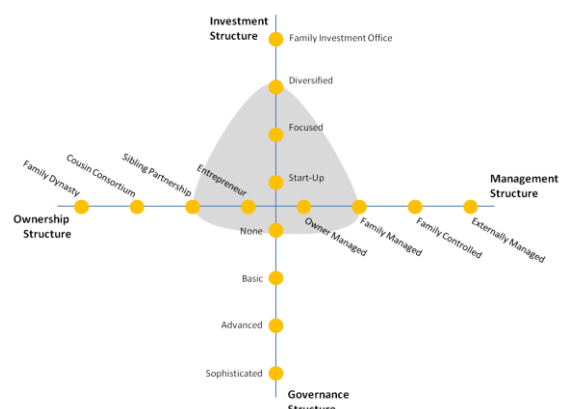 Investment
Structure
Family Investment Office
Diversified
Focused
Start-Up
Family Dynasty
Cousin Consortium
Sibling Partnership
Entrepreneur
Management
Structure
Ownership
Structure
Owner Managed
Family Managed
Family Controlled
Externally Managed
None
Basic
Advanced
Sophisticated
Governance
Structure